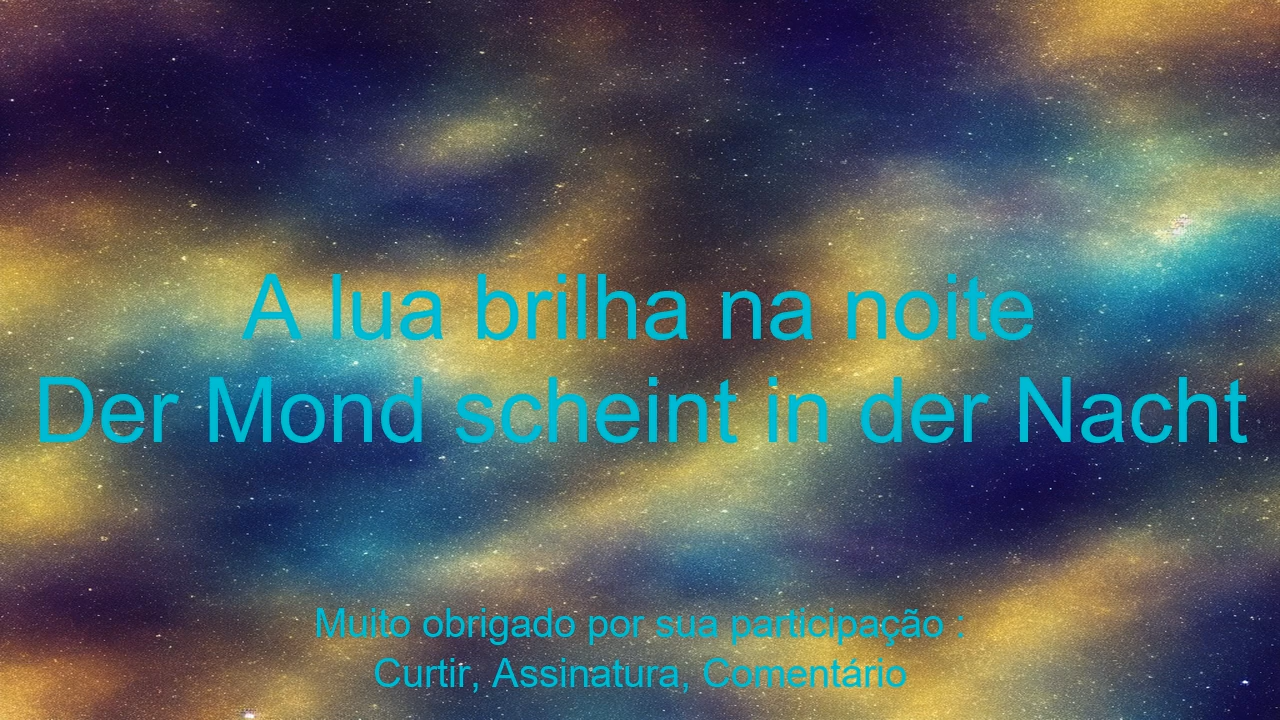 A lua brilha na noite
Der Mond scheint in der Nacht
Muito obrigado por sua participação :
Curtir, Assinatura, Comentário